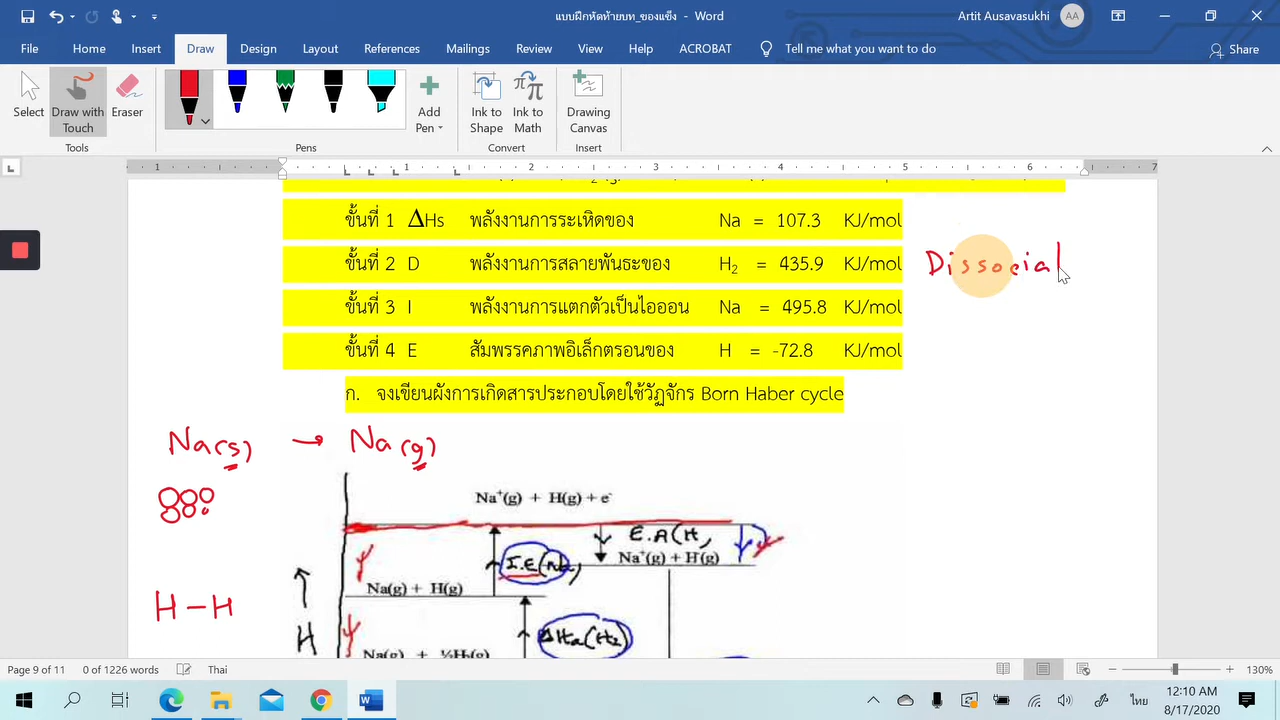 แบบฝึกหัดท้ายบท_ของแข็ง - Word
Artit Ausavasukhi AA
File Home Insert Draw Design Layout References Mailings Review View Help ACROBAT Tell me what you want to do Share
Select Draw with Touch Eraser Add Pen Ink to Shape Ink to Math Drawing Canvas
Tools Pens Convert Insert
1 1 2 3 4 5 6 7
ขั้นที่ 1 ΔHs พลังงานการระเหิดของ Na = 107.3 KJ/mol
ขั้นที่ 2 D พลังงานการสลายพันธะของ H₂ = 435.9 KJ/mol
Dissocial
ขั้นที่ 3 I พลังงานการแตกตัวเป็นไอออน Na = 495.8 KJ/mol
ขั้นที่ 4 E สัมพรรคภาพอิเล็กตรอนของ H = -72.8 KJ/mol
ก. จงเขียนผังการเกิดสารประกอบโดยใช้วัฏจักร Born Haber cycle
Na(s) → Na(g)
Na⁺(g) + H(g) + e⁻
E.A(H)
I.E(Na)
Na⁺(g) + H⁻(g)
Na(g) + H(g)
H-H
H
ΔHa(H₂)
Na(g) + ½H₂(g)
Page 9 of 11 0 of 1226 words Thai 130%
ไทย 12:10 AM
8/17/2020